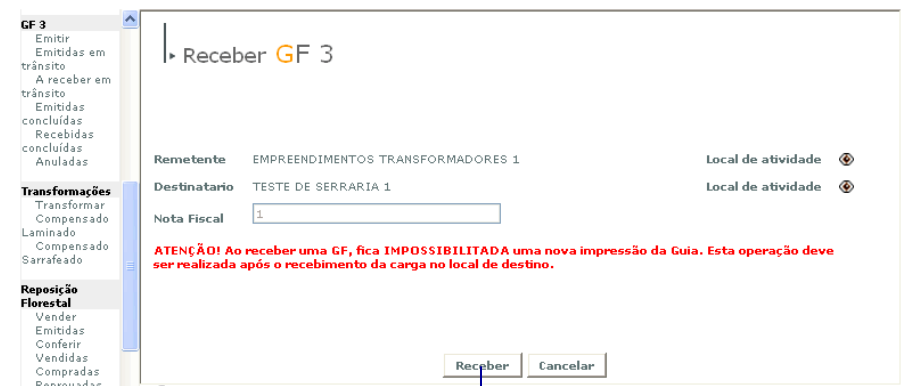 GF 3
Emitir
Emitidas em
trânsito
A receber em
trânsito
Emitidas
concluídas
Recebidas
concluídas
Anuladas
Transformações
Transformar
Compensado
Laminado
Compensado
Sarrafeado
Reposição
Florestal
Vender
Emitidas
Conferir
Vendidas
Compradas
Reprovadas
Receber GF 3
Remetente EMPREENDIMENTOS TRANSFORMADORES 1 Local de atividade
Destinatario TESTE DE SERRARIA 1 Local de atividade
Nota Fiscal 1
ATENÇÃO! Ao receber uma GF, fica IMPOSSIBILITADA uma nova impressão da Guia. Esta operação deve
ser realizada após o recebimento da carga no local de destino.
Receber Cancelar